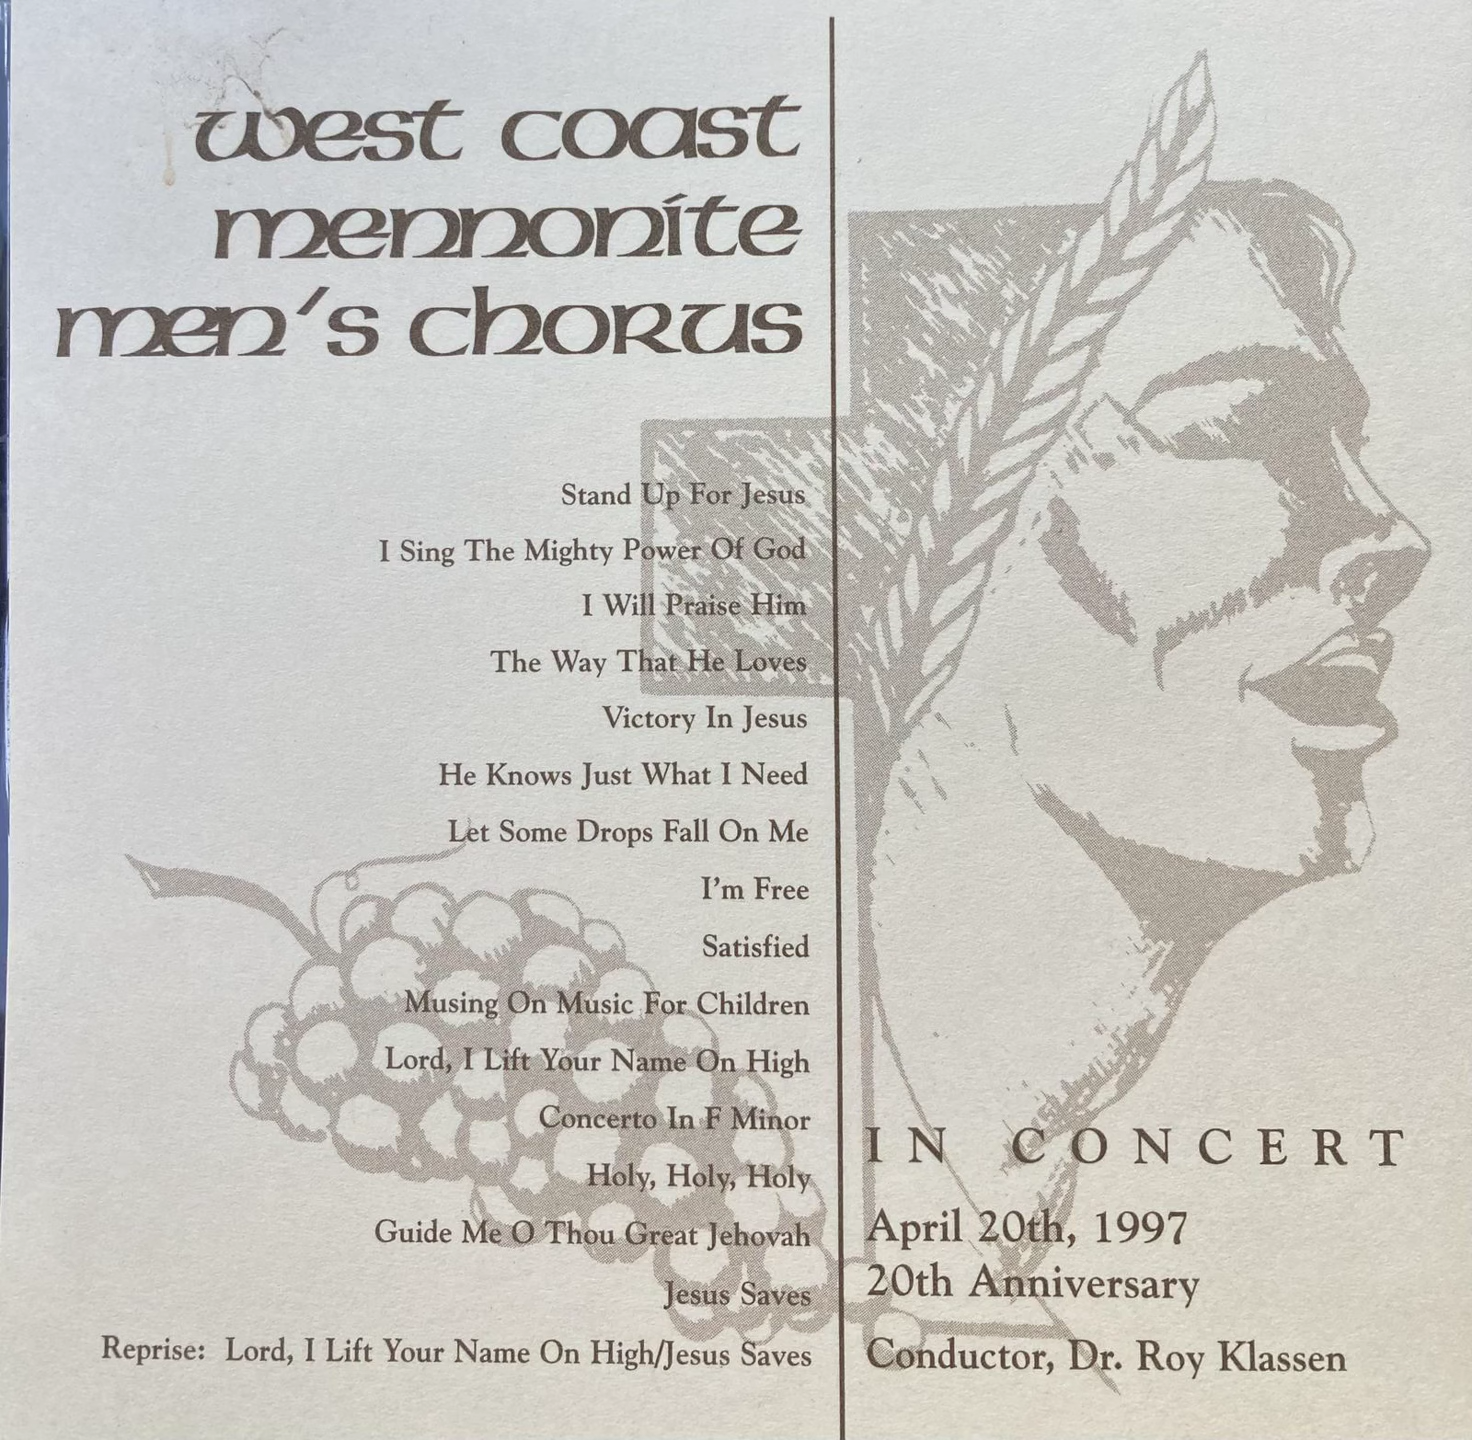 west coast
mennonite
men's chorus
Stand Up For Jesus
I Sing The Mighty Power Of God
I Will Praise Him
The Way That He Loves
Victory In Jesus
He Knows Just What I Need
Let Some Drops Fall On Me
I'm Free
Satisfied
Musing On Music For Children
Lord, I Lift Your Name On High
Concerto In F Minor
Holy, Holy, Holy
Guide Me O Thou Great Jehovah
Jesus Saves
Reprise: Lord, I Lift Your Name On High/Jesus Saves
IN CONCERT
April 20th, 1997
20th Anniversary
Conductor, Dr. Roy Klassen